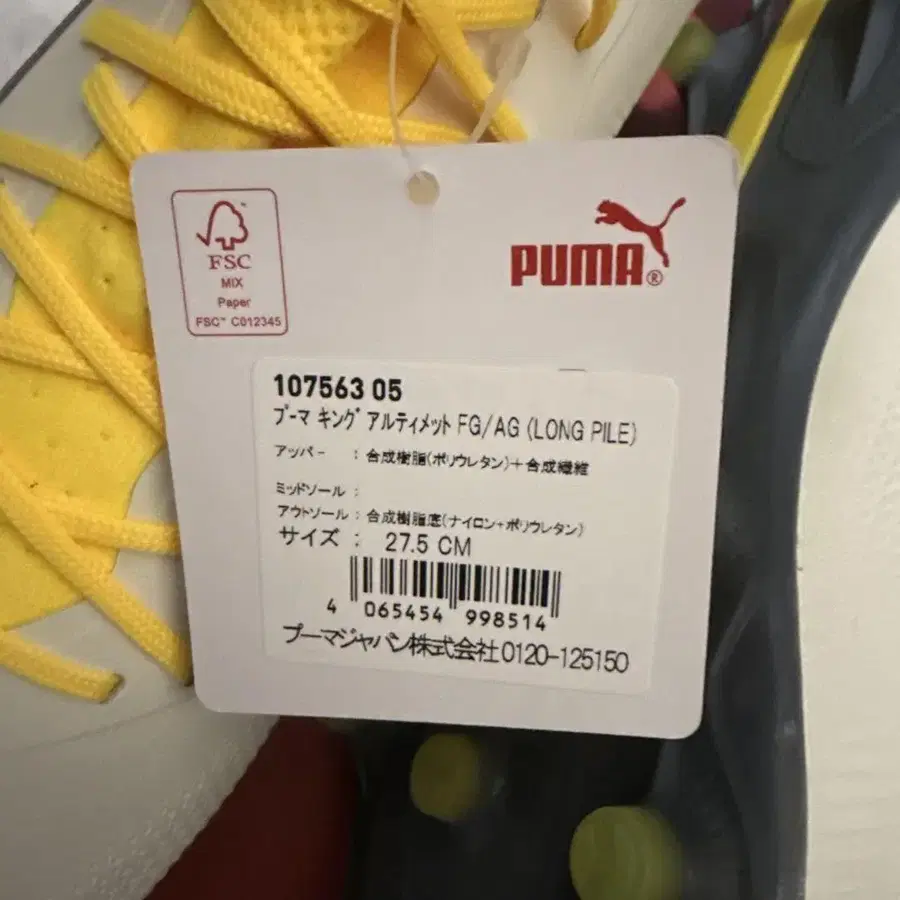 FSC
MIX
Paper
FSC™ C012345
PUMA®
107563 05
プーマ キング アルティメット FG/AG (LONG PILE)
アッパー : 合成樹脂(ポリウレタン)+合成繊維
ミッドソール :
アウトソール : 合成樹脂底(ナイロン+ポリウレタン)
サイズ : 27.5 CM
4 065454 998514
プーマジャパン株式会社0120-125150